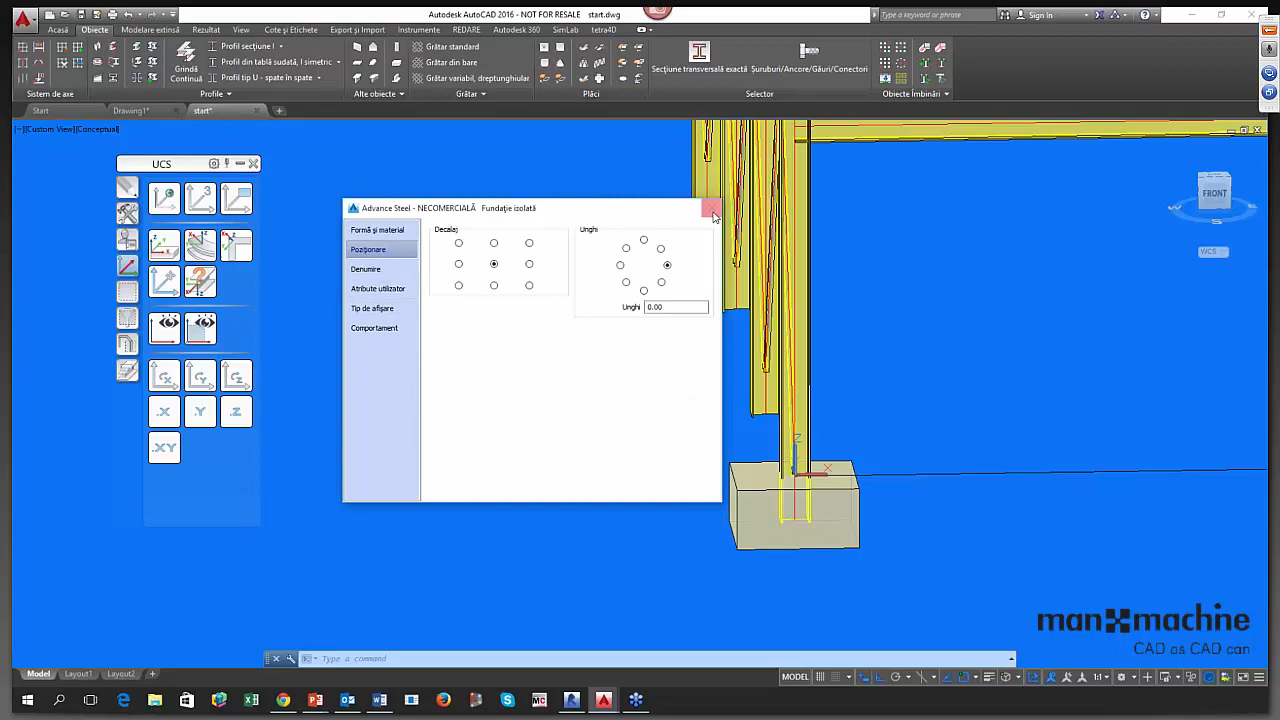 Autodesk AutoCAD 2016 - NOT FOR RESALE start.dwg
Type a keyword or phrase
Sign In
Acasă Obiecte Modelare extinsă Rezultat View Cote și Etichete Export și Import Instrumente REDARE Autodesk 360 SimLab tetra4D
Grindă
Continuă
Profil secțiune I
Profil din tablă sudată, I simetric
Profil tip U - spate în spate
Grătar standard
Grătar din bare
Grătar variabil, dreptunghiular
Secțiune transversală exactă
Șuruburi/Ancore/Găuri/Conectori
Sistem de axe
Profile
Alte obiecte
Grătar
Plăci
Selector
Obiecte Îmbinări
Start Drawing1* start*
[−][Custom View][Conceptual]
UCS
3
X Y Z
.X .Y .Z
.XY
Advance Steel - NECOMERCIALĂ Fundație izolată
Formă și material
Poziționare
Denumire
Atribute utilizator
Tip de afișare
Comportament
Decalaj
Unghi
Unghi 0.00
FRONT
W
S
WCS
Z
X
man machine
CAD as CAD can
Type a command
Model Layout1 Layout2
MODEL
1:1